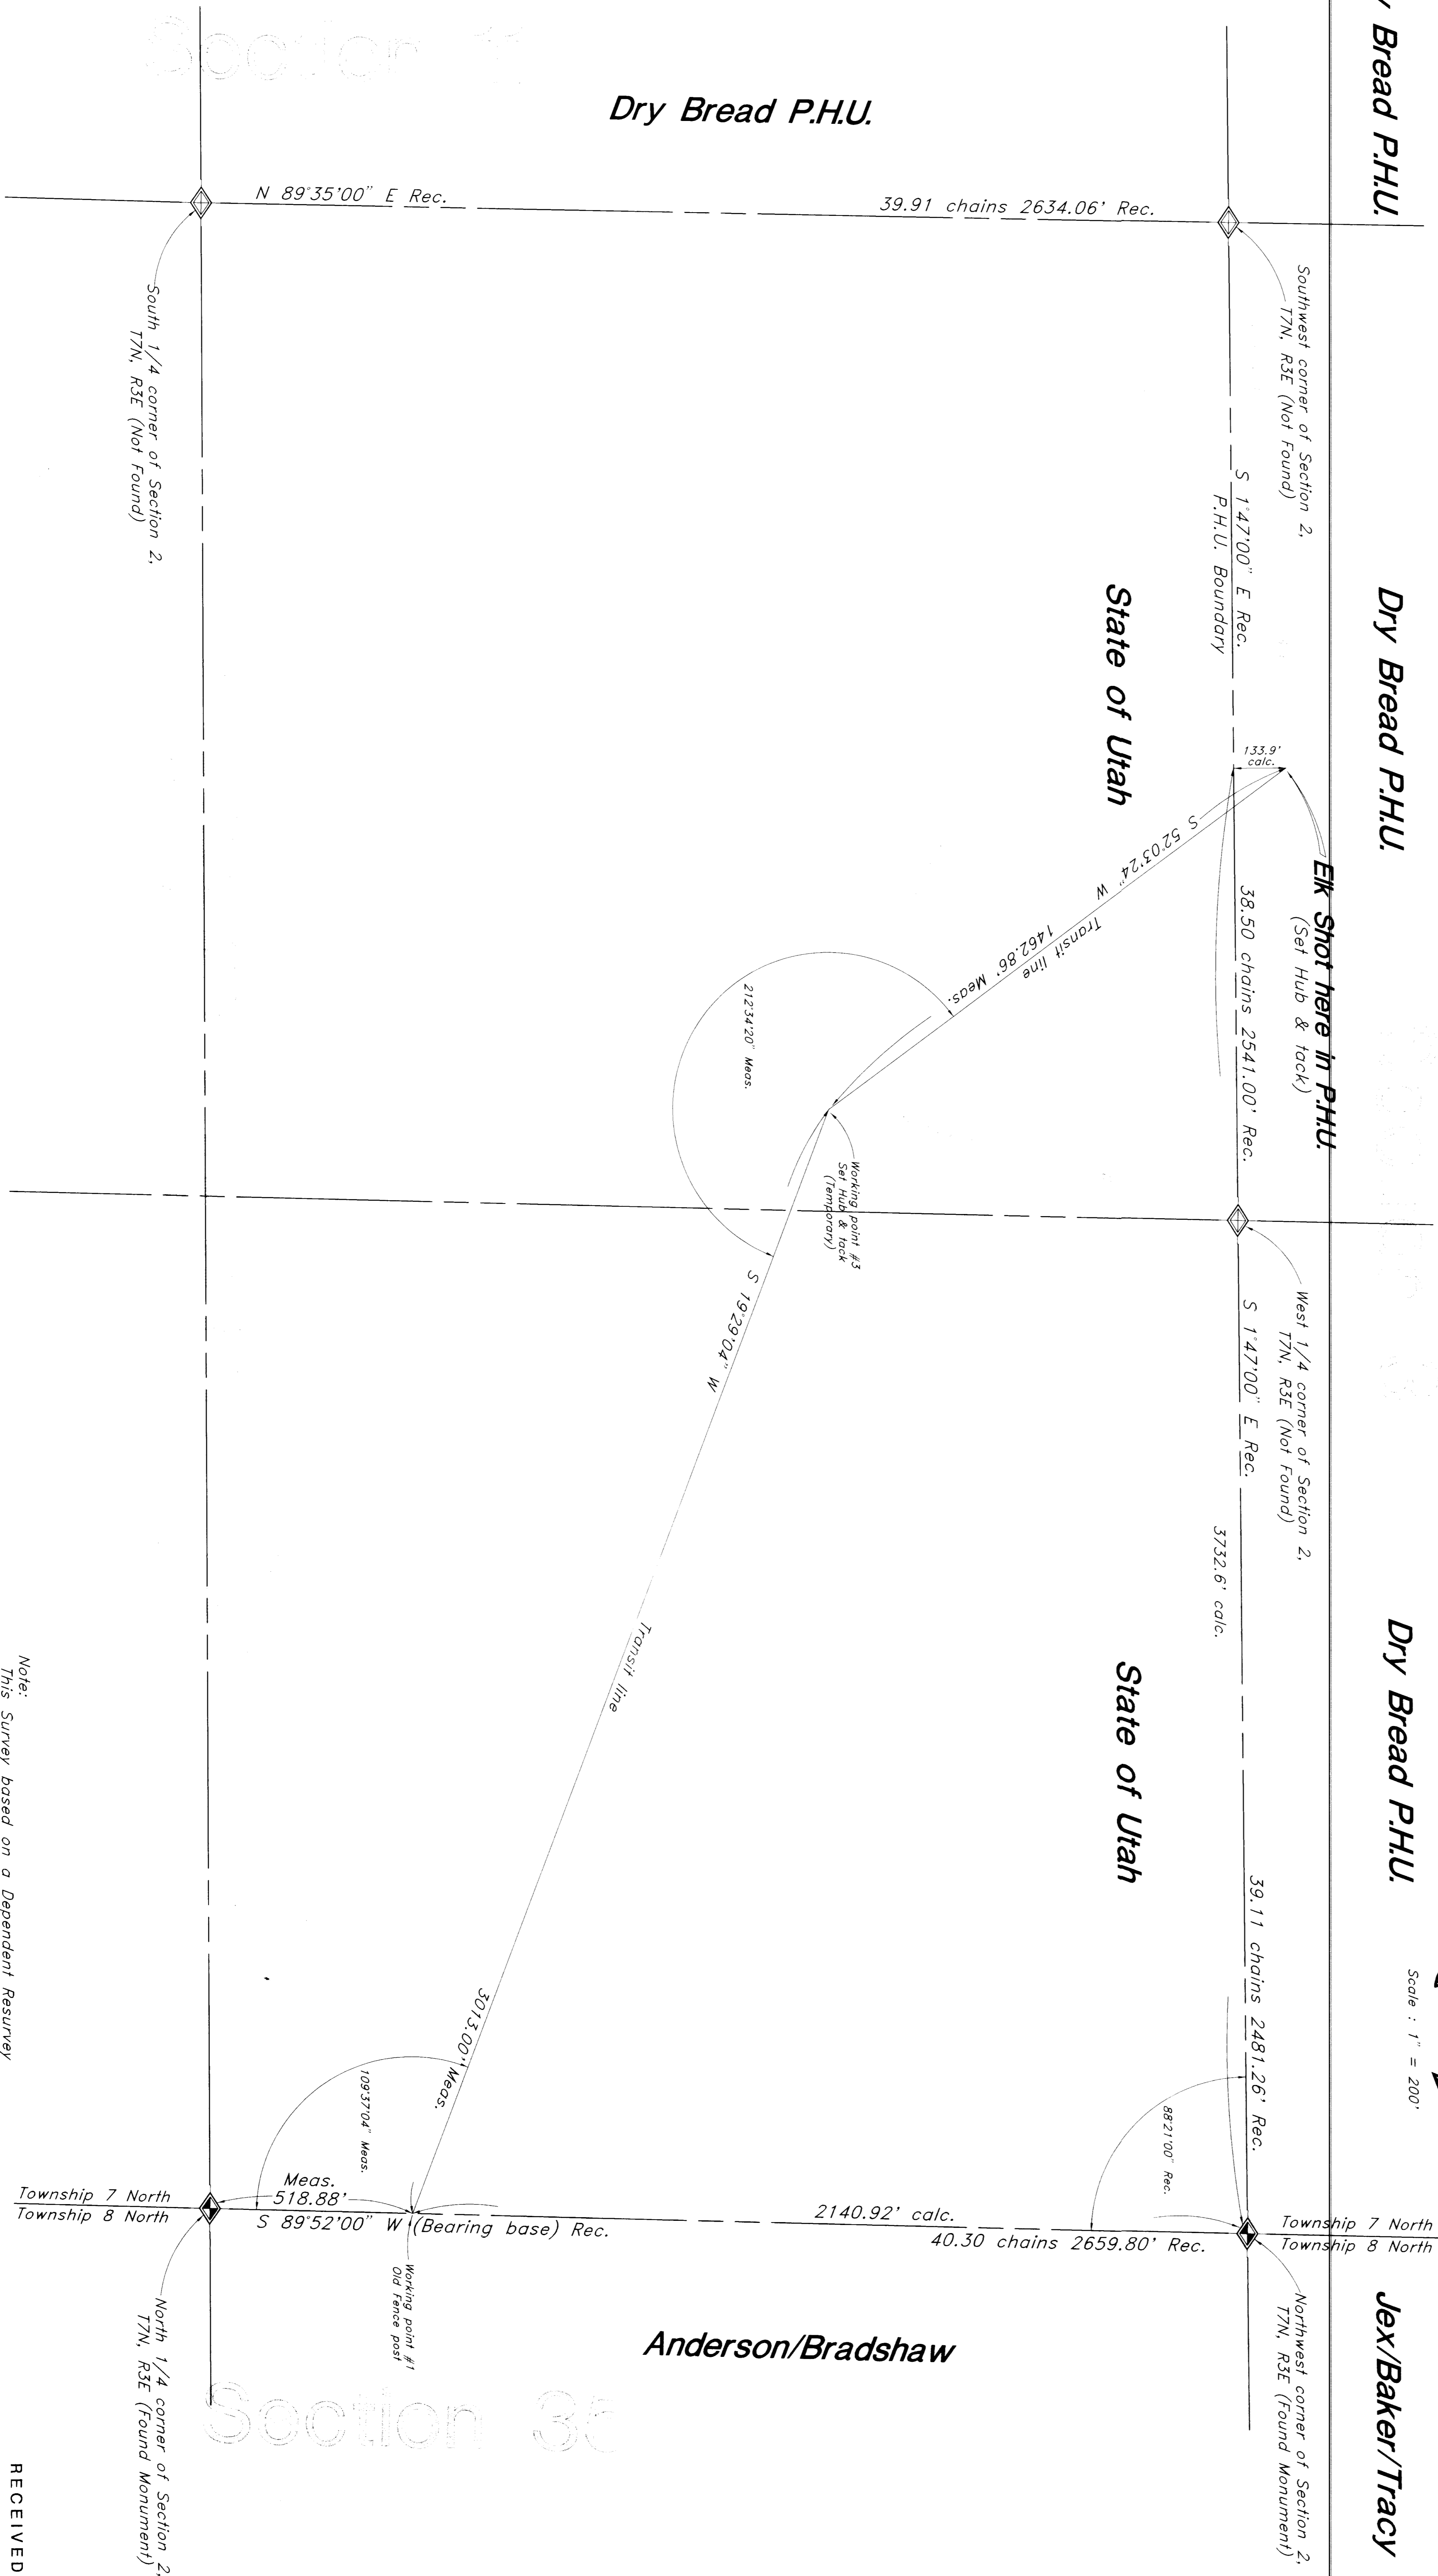 Section 11
Dry Bread P.H.U.
Bread P.H.U.
N 89°35'00" E Rec.
39.91 chains 2634.06' Rec.
South 1/4 corner of Section 2,
T7N, R3E (Not Found)
Southwest corner of Section 2,
T7N, R3E (Not Found)
S 1°47'00" E Rec.
P.H.U. Boundary
State of Utah
Dry Bread P.H.U.
133.9'
calc.
Elk Shot here in P.H.U.
(Set Hub & tack)
S 52°03'24" W
1462.86' Meas.
Transit line
38.50 chains 2541.00' Rec.
212°34'20" Meas.
Working point #3
Set Hub & tack
(Temporary)
S 19°29'04" W
West 1/4 corner of Section 2,
T7N, R3E (Not Found)
S 1°47'00" E Rec.
3732.6' calc.
Transit line
State of Utah
Dry Bread P.H.U.
Note:
This Survey based on a Dependent Resurvey
39.11 chains 2481.26' Rec.
Scale : 1" = 200'
3013.00' Meas.
109°37'04" Meas.
88°21'00" Rec.
Township 7 North
Township 8 North
Meas.
518.88'
S 89°52'00" W (Bearing base) Rec.
2140.92' calc.
40.30 chains 2659.80' Rec.
Township 7 North
Township 8 North
Working point #1
Old Fence post
North 1/4 corner of Section 2,
T7N, R3E (Found Monument)
Northwest corner of Section 2,
T7N, R3E (Found Monument)
Anderson/Bradshaw
Jex/Baker/Tracy
Section
RECEIVED